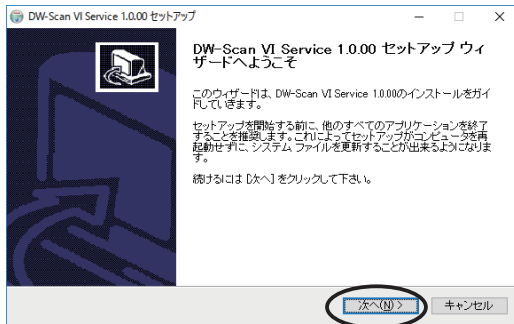 DW-Scan VI Service 1.0.00 セットアップ
DW-Scan VI Service 1.0.00 セットアップ ウィ
ザードへようこそ
このウィザードは、DW-Scan VI Service 1.0.00のインストールをガイ
ドしていきます。
セットアップを開始する前に、他のすべてのアプリケーションを終了
することを推奨します。これによってセットアップがコンピュータを再
起動せずに、システム ファイルを更新することが出来るようになりま
す。
続けるには [次へ] をクリックして下さい。
次へ(N) >
キャンセル